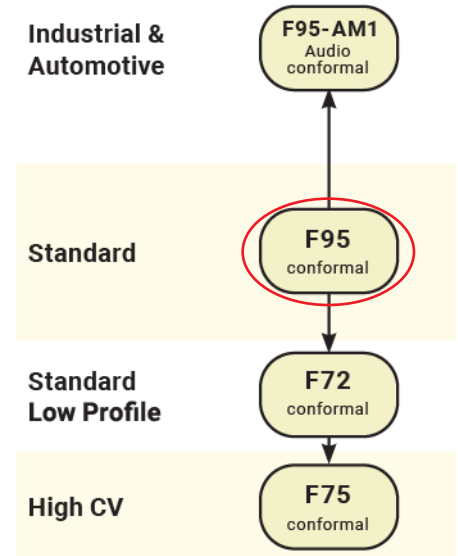 Industrial &
Automotive
F95-AM1
Audio
conformal
Standard
F95
conformal
Standard
Low Profile
F72
conformal
High CV
F75
conformal